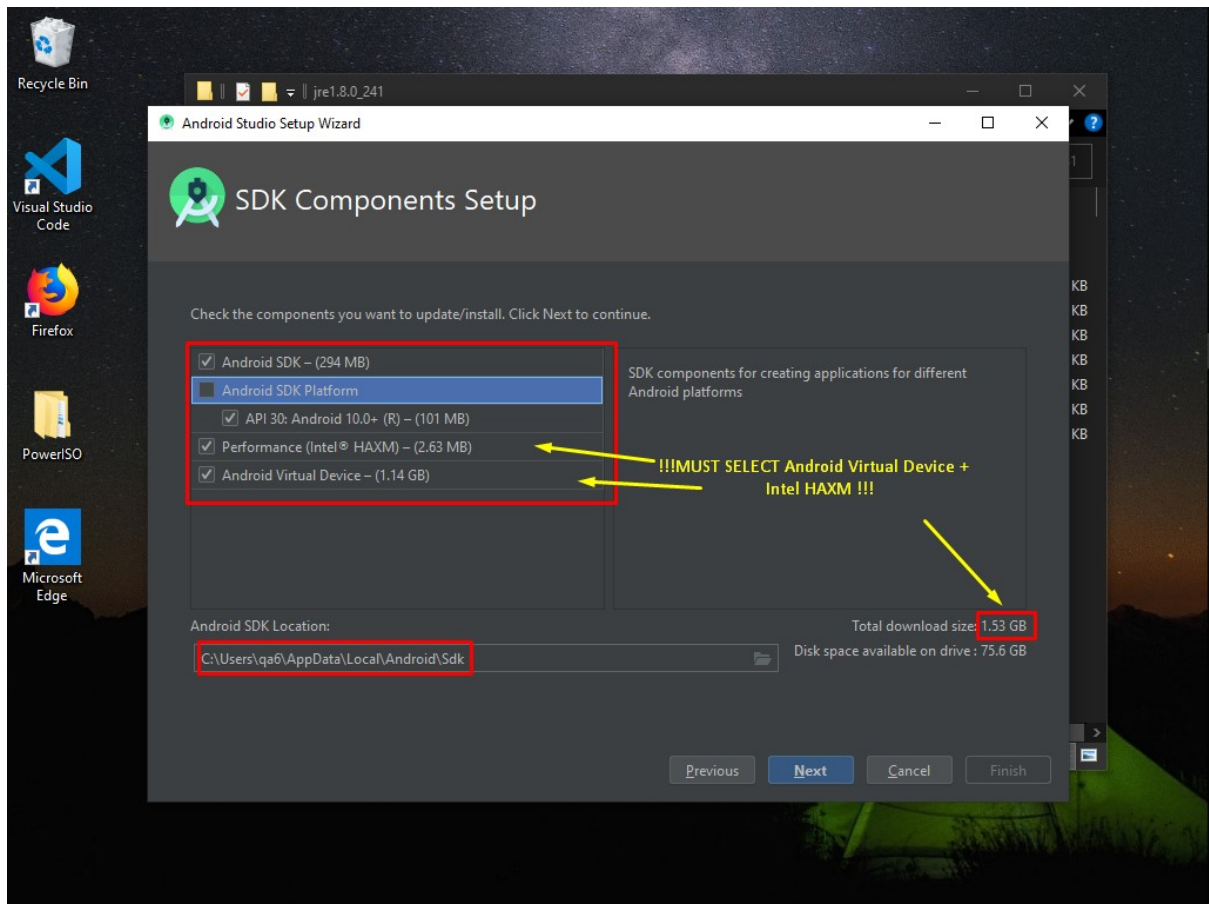 Recycle Bin
jre1.8.0_241
Android Studio Setup Wizard
?
1
SDK Components Setup
Visual Studio
Code
Firefox
PowerISO
Microsoft
Edge
Check the components you want to update/install. Click Next to continue.
Android SDK – (294 MB)
Android SDK Platform
API 30: Android 10.0+ (R) – (101 MB)
Performance (Intel® HAXM) – (2.63 MB)
Android Virtual Device – (1.14 GB)
SDK components for creating applications for different
Android platforms
!!!MUST SELECT Android Virtual Device +
Intel HAXM !!!
KB
KB
KB
KB
KB
KB
KB
Android SDK Location:
C:\Users\qa6\AppData\Local\Android\Sdk
Total download size: 1.53 GB
Disk space available on drive : 75.6 GB
Previous
Next
Cancel
Finish